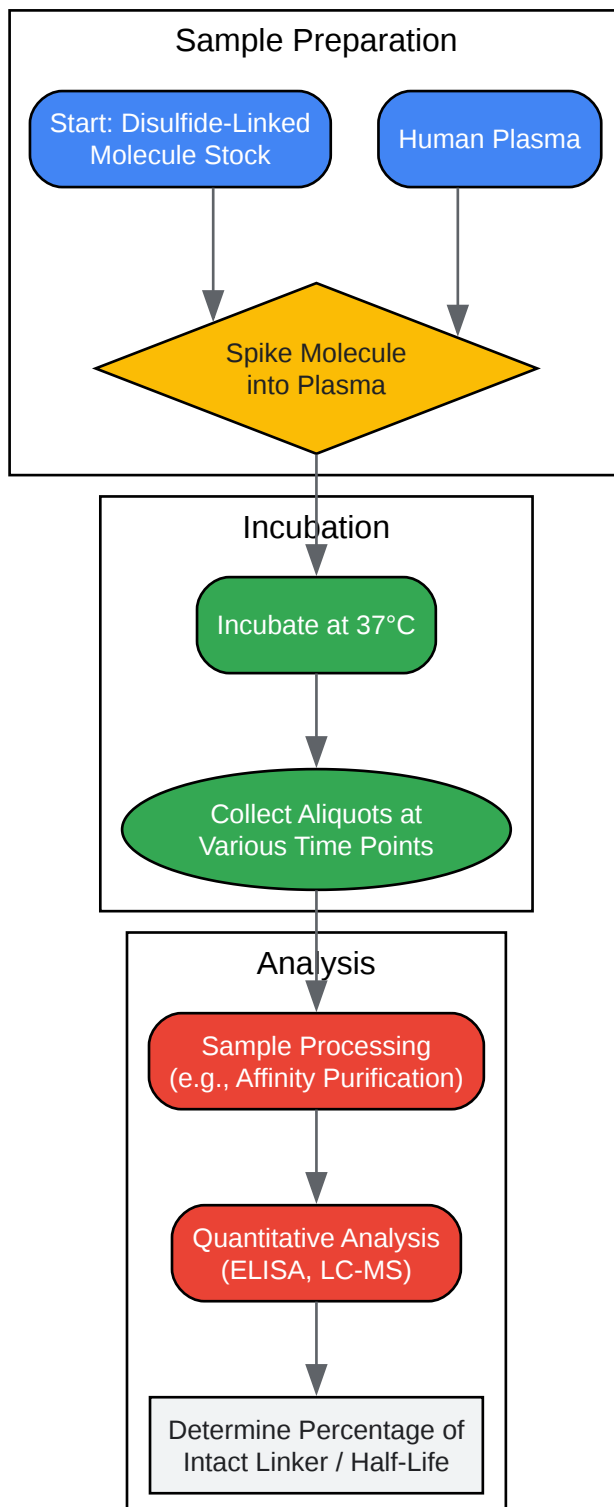 Sample Preparation
Start: Disulfide-Linked
Molecule Stock
Human Plasma
Spike Molecule
into Plasma
Incubation
Incubate at 37°C
Collect Aliquots at
Various Time Points
Analysis
Sample Processing
(e.g., Affinity Purification)
Quantitative Analysis
(ELISA, LC-MS)
Determine Percentage of
Intact Linker / Half-Life